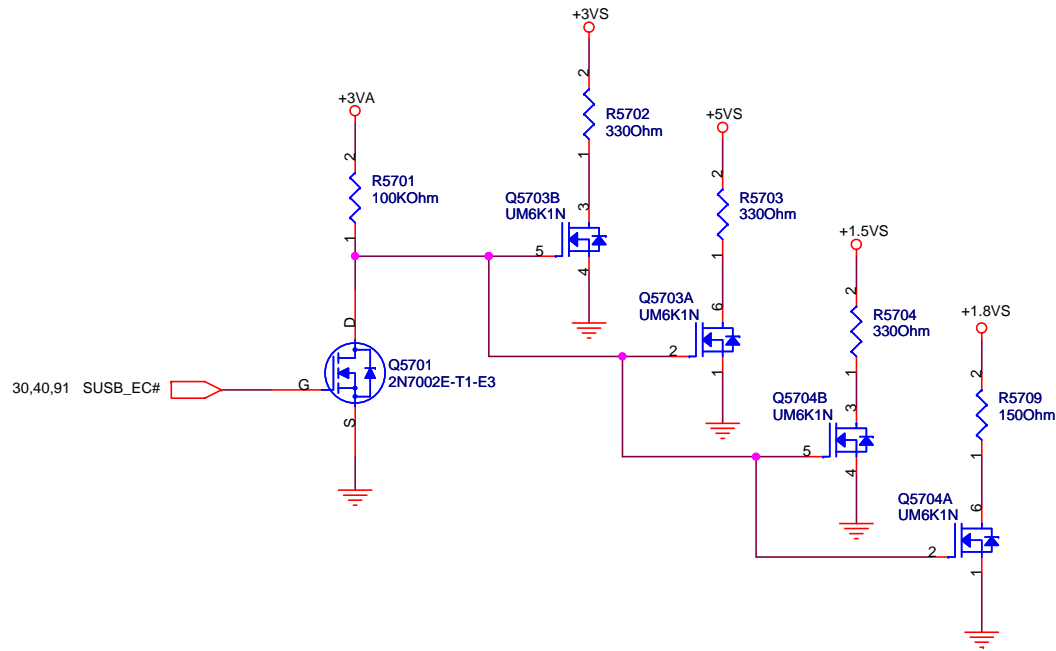 +3VS
2
R5702
330Ohm
1
+3VA
2
R5701
100KOhm
1
Q5703B
UM6K1N
3
5
4
+5VS
2
R5703
330Ohm
1
Q5703A
UM6K1N
6
2
1
+1.5VS
2
R5704
330Ohm
1
Q5704B
UM6K1N
3
5
4
+1.8VS
2
R5709
150Ohm
1
Q5704A
UM6K1N
6
2
1
D
Q5701
2N7002E-T1-E3
30,40,91 SUSB_EC#
G
S